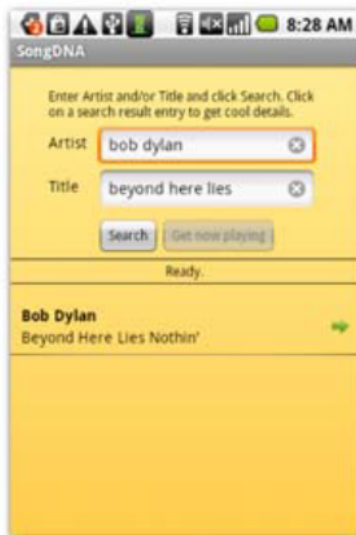 8:28 AM
SongDNA
Enter Artist and/or Title and click Search. Click
on a search result entry to get cool details.
Artist bob dylan
Title beyond here lies
Search Get now playing
Ready.
Bob Dylan
Beyond Here Lies Nothin'